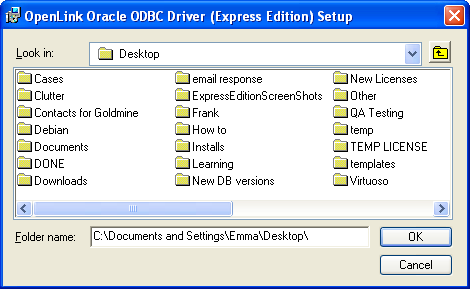 OpenLink Oracle ODBC Driver (Express Edition) Setup
Look in: Desktop
Cases email response New Licenses
Clutter ExpressEditionScreenShots Other
Contacts for Goldmine Frank QA Testing
Debian How to temp
Documents Installs TEMP LICENSE
DONE Learning templates
Downloads New DB versions Virtuoso
Folder name: C:\Documents and Settings\Emma\Desktop\ OK
Cancel